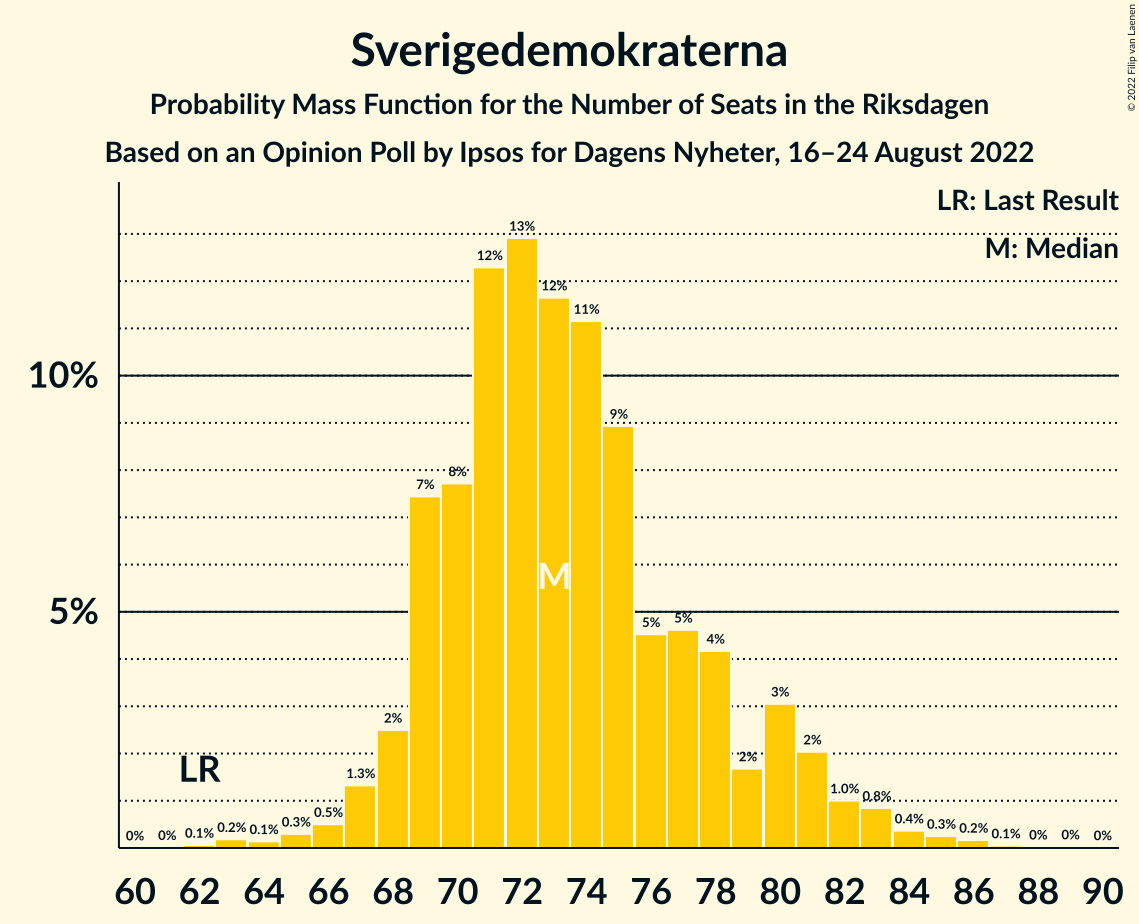 Sverigedemokraterna
Probability Mass Function for the Number of Seats in the Riksdagen
Based on an Opinion Poll by Ipsos for Dagens Nyheter, 16–24 August 2022
© 2022 Filip van Laenen
LR: Last Result
M: Median
10%
5%
0% 0% 0.1% 0.2% 0.1% 0.3% 0.5% 1.3% 2% 7% 8% 12% 13% 12% 11% 9% 5% 5% 4% 2% 3% 2% 1.0% 0.8% 0.4% 0.3% 0.2% 0.1% 0% 0% 0%
LR
M
60 62 64 66 68 70 72 74 76 78 80 82 84 86 88 90